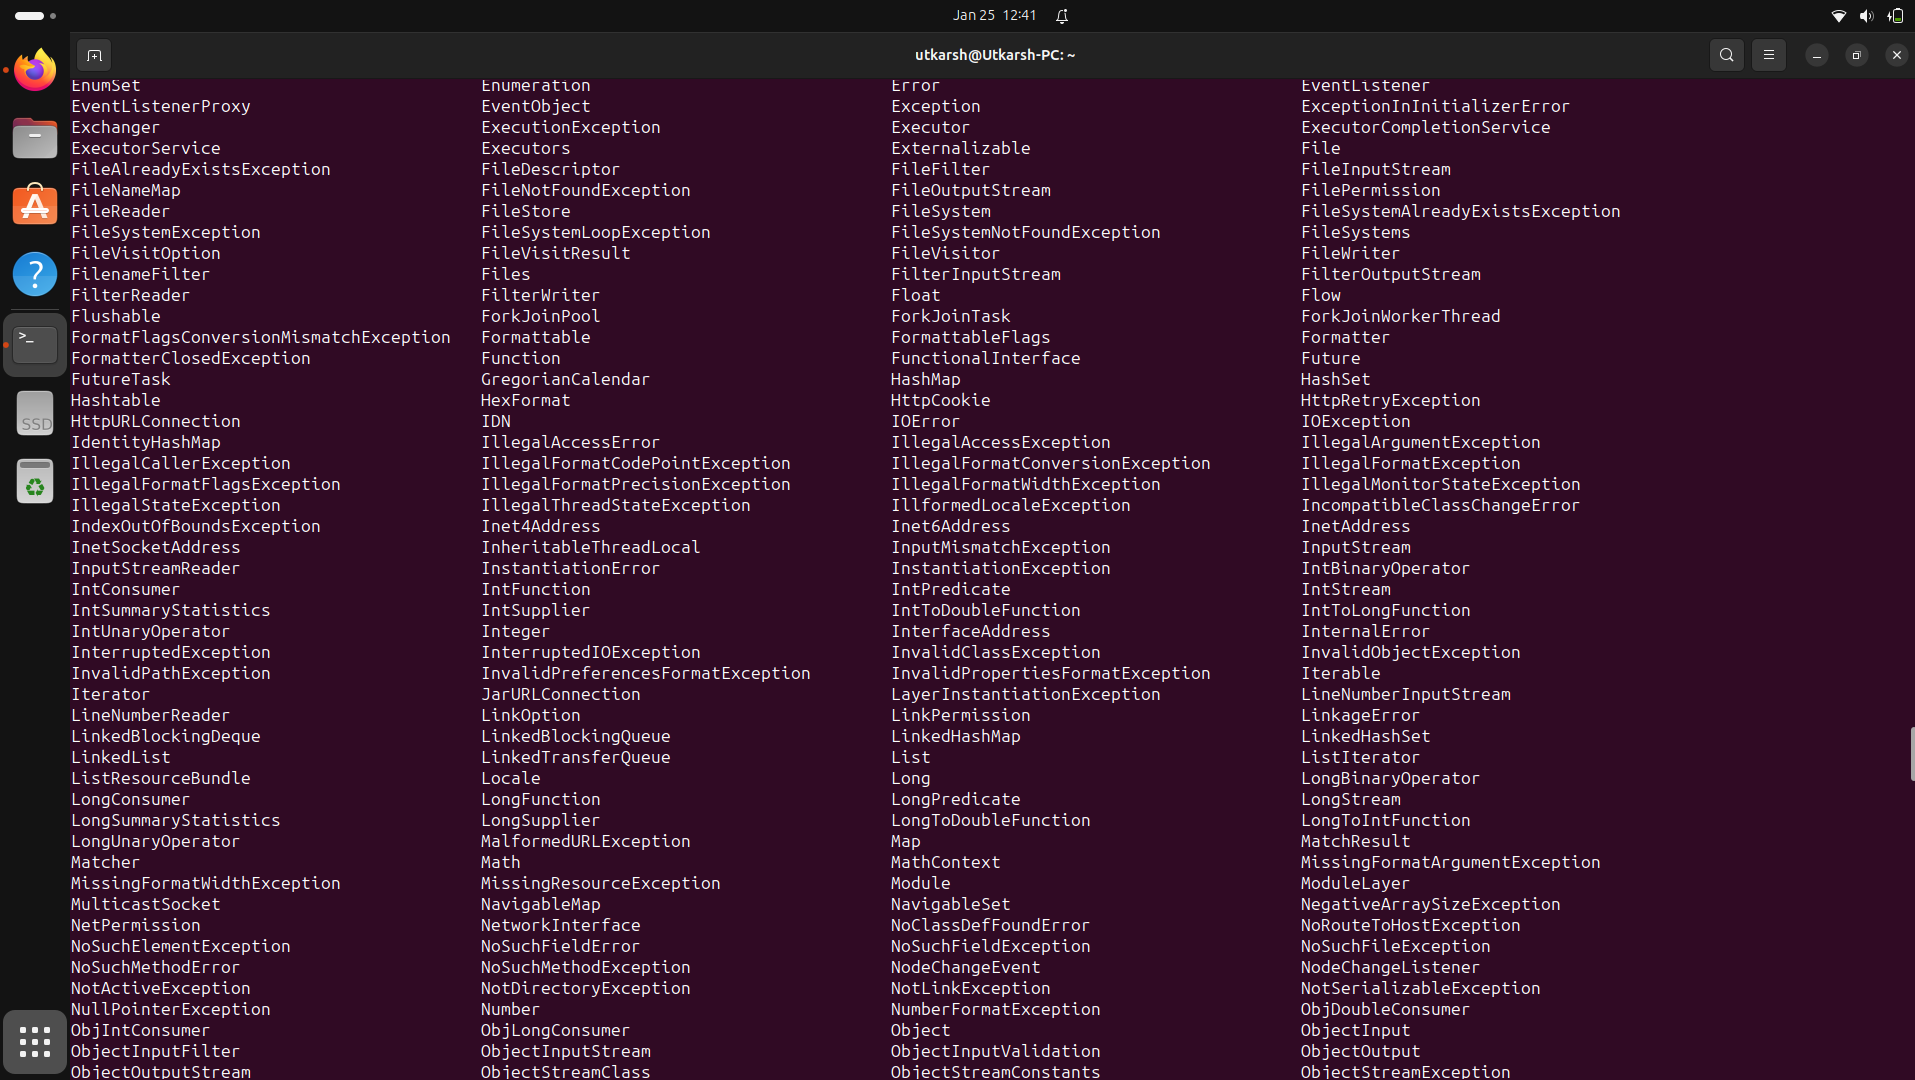 Jan 25 12:41
utkarsh@Utkarsh-PC: ~
EnumSet Enumeration Error EventListener
EventListenerProxy EventObject Exception ExceptionInInitializerError
Exchanger ExecutionException Executor ExecutorCompletionService
ExecutorService Executors Externalizable File
FileAlreadyExistsException FileDescriptor FileFilter FileInputStream
FileNameMap FileNotFoundException FileOutputStream FilePermission
FileReader FileStore FileSystem FileSystemAlreadyExistsException
FileSystemException FileSystemLoopException FileSystemNotFoundException FileSystems
FileVisitOption FileVisitResult FileVisitor FileWriter
FilenameFilter Files FilterInputStream FilterOutputStream
FilterReader FilterWriter Float Flow
Flushable ForkJoinPool ForkJoinTask ForkJoinWorkerThread
FormatFlagsConversionMismatchException Formattable FormattableFlags Formatter
FormatterClosedException Function FunctionalInterface Future
FutureTask GregorianCalendar HashMap HashSet
Hashtable HexFormat HttpCookie HttpRetryException
HttpURLConnection IDN IOError IOException
IdentityHashMap IllegalAccessError IllegalAccessException IllegalArgumentException
IllegalCallerException IllegalFormatCodePointException IllegalFormatConversionException IllegalFormatException
IllegalFormatFlagsException IllegalFormatPrecisionException IllegalFormatWidthException IllegalMonitorStateException
IllegalStateException IllegalThreadStateException IllformedLocaleException IncompatibleClassChangeError
IndexOutOfBoundsException Inet4Address Inet6Address InetAddress
InetSocketAddress InheritableThreadLocal InputMismatchException InputStream
InputStreamReader InstantiationError InstantiationException IntBinaryOperator
IntConsumer IntFunction IntPredicate IntStream
IntSummaryStatistics IntSupplier IntToDoubleFunction IntToLongFunction
IntUnaryOperator Integer InterfaceAddress InternalError
InterruptedException InterruptedIOException InvalidClassException InvalidObjectException
InvalidPathException InvalidPreferencesFormatException InvalidPropertiesFormatException Iterable
Iterator JarURLConnection LayerInstantiationException LineNumberInputStream
LineNumberReader LinkOption LinkPermission LinkageError
LinkedBlockingDeque LinkedBlockingQueue LinkedHashMap LinkedHashSet
LinkedList LinkedTransferQueue List ListIterator
ListResourceBundle Locale Long LongBinaryOperator
LongConsumer LongFunction LongPredicate LongStream
LongSummaryStatistics LongSupplier LongToDoubleFunction LongToIntFunction
LongUnaryOperator MalformedURLException Map MatchResult
Matcher Math MathContext MissingFormatArgumentException
MissingFormatWidthException MissingResourceException Module ModuleLayer
MulticastSocket NavigableMap NavigableSet NegativeArraySizeException
NetPermission NetworkInterface NoClassDefFoundError NoRouteToHostException
NoSuchElementException NoSuchFieldError NoSuchFieldException NoSuchFileException
NoSuchMethodError NoSuchMethodException NodeChangeEvent NodeChangeListener
NotActiveException NotDirectoryException NotLinkException NotSerializableException
NullPointerException Number NumberFormatException ObjDoubleConsumer
ObjIntConsumer ObjLongConsumer Object ObjectInput
ObjectInputFilter ObjectInputStream ObjectInputValidation ObjectOutput
ObjectOutputStream ObjectStreamClass ObjectStreamConstants ObjectStreamException
SSD